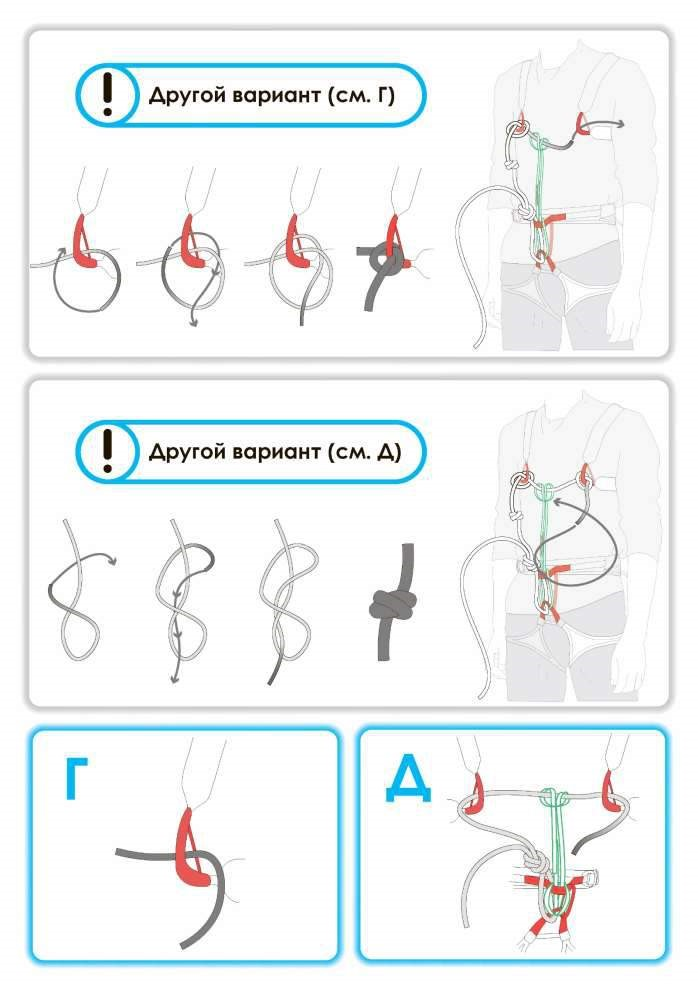 ! Другой вариант (см. Г)
! Другой вариант (см. Д)
Г
Д